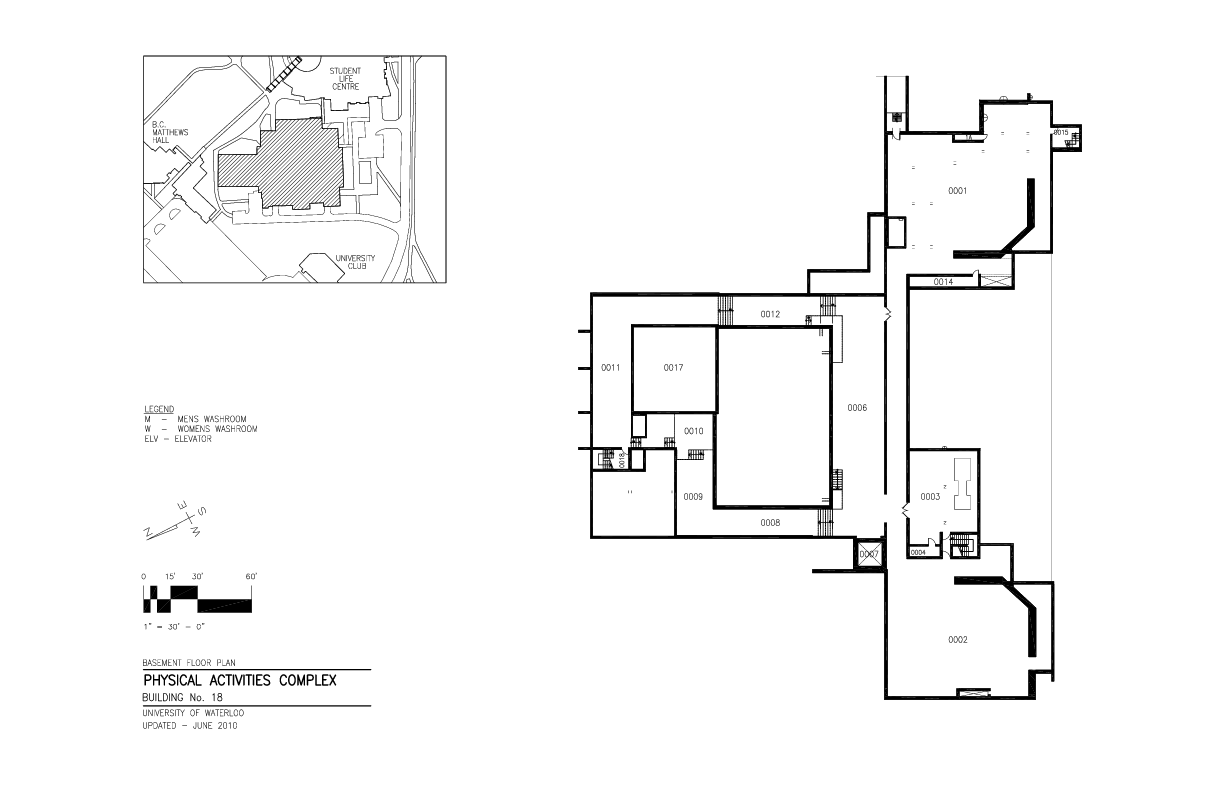 STUDENT
LIFE
CENTRE
B.C.
MATTHEWS
HALL
UNIVERSITY
CLUB
LEGEND
M – MENS WASHROOM
W – WOMENS WASHROOM
ELV – ELEVATOR
N E S W
0 15' 30' 60'
1" = 30' – 0"
BASEMENT FLOOR PLAN
PHYSICAL ACTIVITIES COMPLEX
BUILDING No. 18
UNIVERSITY OF WATERLOO
UPDATED – JUNE 2010
0015
0001
0014
0012
0011
0017
0006
0010
0018
0009
0003
0008
0004
0007
0002